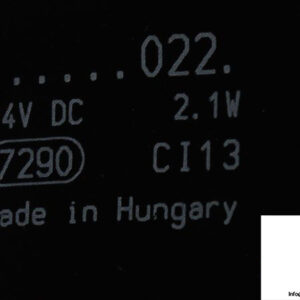 ......022.
4V DC 2.1W
7290 CI13
ade in Hungary